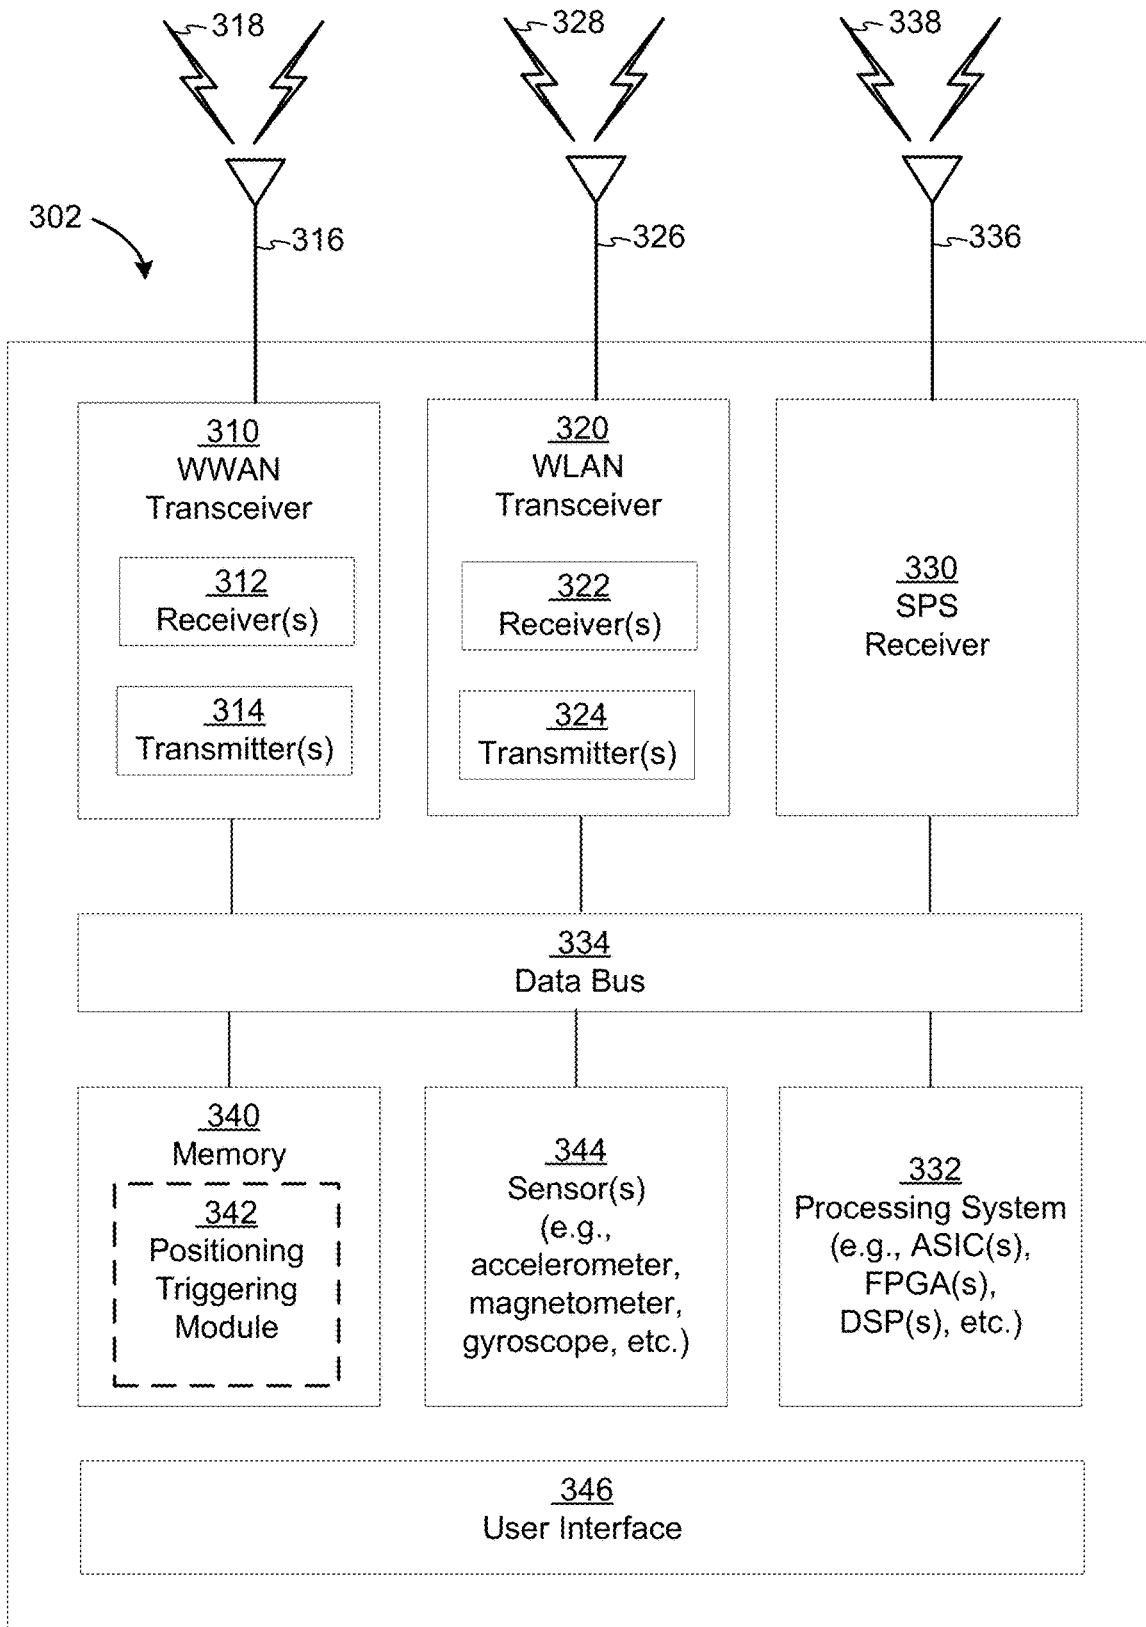 318
328
338
302
316
326
336
310
WWAN
Transceiver
312
Receiver(s)
314
Transmitter(s)
320
WLAN
Transceiver
322
Receiver(s)
324
Transmitter(s)
330
SPS
Receiver
334
Data Bus
340
Memory
342
Positioning
Triggering
Module
344
Sensor(s)
(e.g.,
accelerometer,
magnetometer,
gyroscope, etc.)
332
Processing System
(e.g., ASIC(s),
FPGA(s),
DSP(s), etc.)
346
User Interface